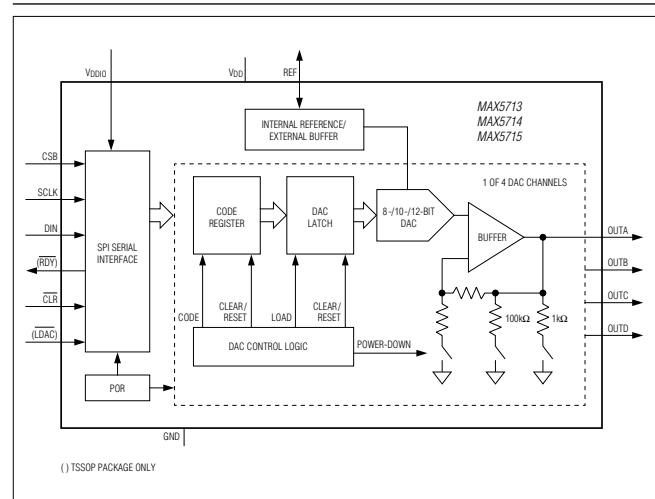 VDDIO
VDD
REF
INTERNAL REFERENCE/
EXTERNAL BUFFER
MAX5713
MAX5714
MAX5715
CSB
SCLK
DIN
(RDY)
CLR
(LDAC)
SPI SERIAL
INTERFACE
POR
1 OF 4 DAC CHANNELS
CODE
REGISTER
DAC
LATCH
8-/10-/12-BIT
DAC
BUFFER
OUTA
OUTB
OUTC
OUTD
CODE
CLEAR/
RESET
LOAD
CLEAR/
RESET
100kΩ
1kΩ
DAC CONTROL LOGIC
POWER-DOWN
GND
( ) TSSOP PACKAGE ONLY